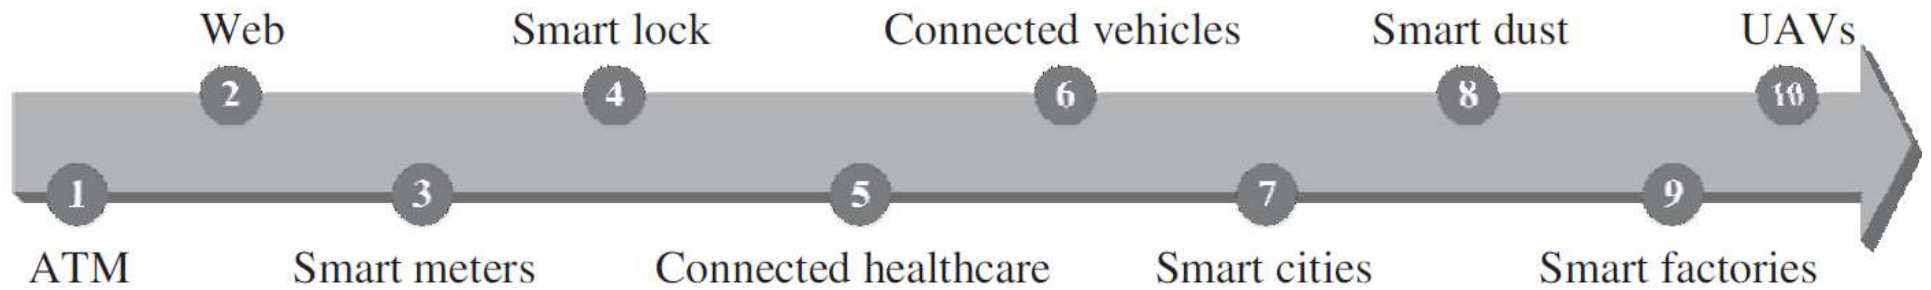 Web Smart lock Connected vehicles Smart dust UAVs
2 4 6 8 10
1 3 5 7 9
ATM Smart meters Connected healthcare Smart cities Smart factories